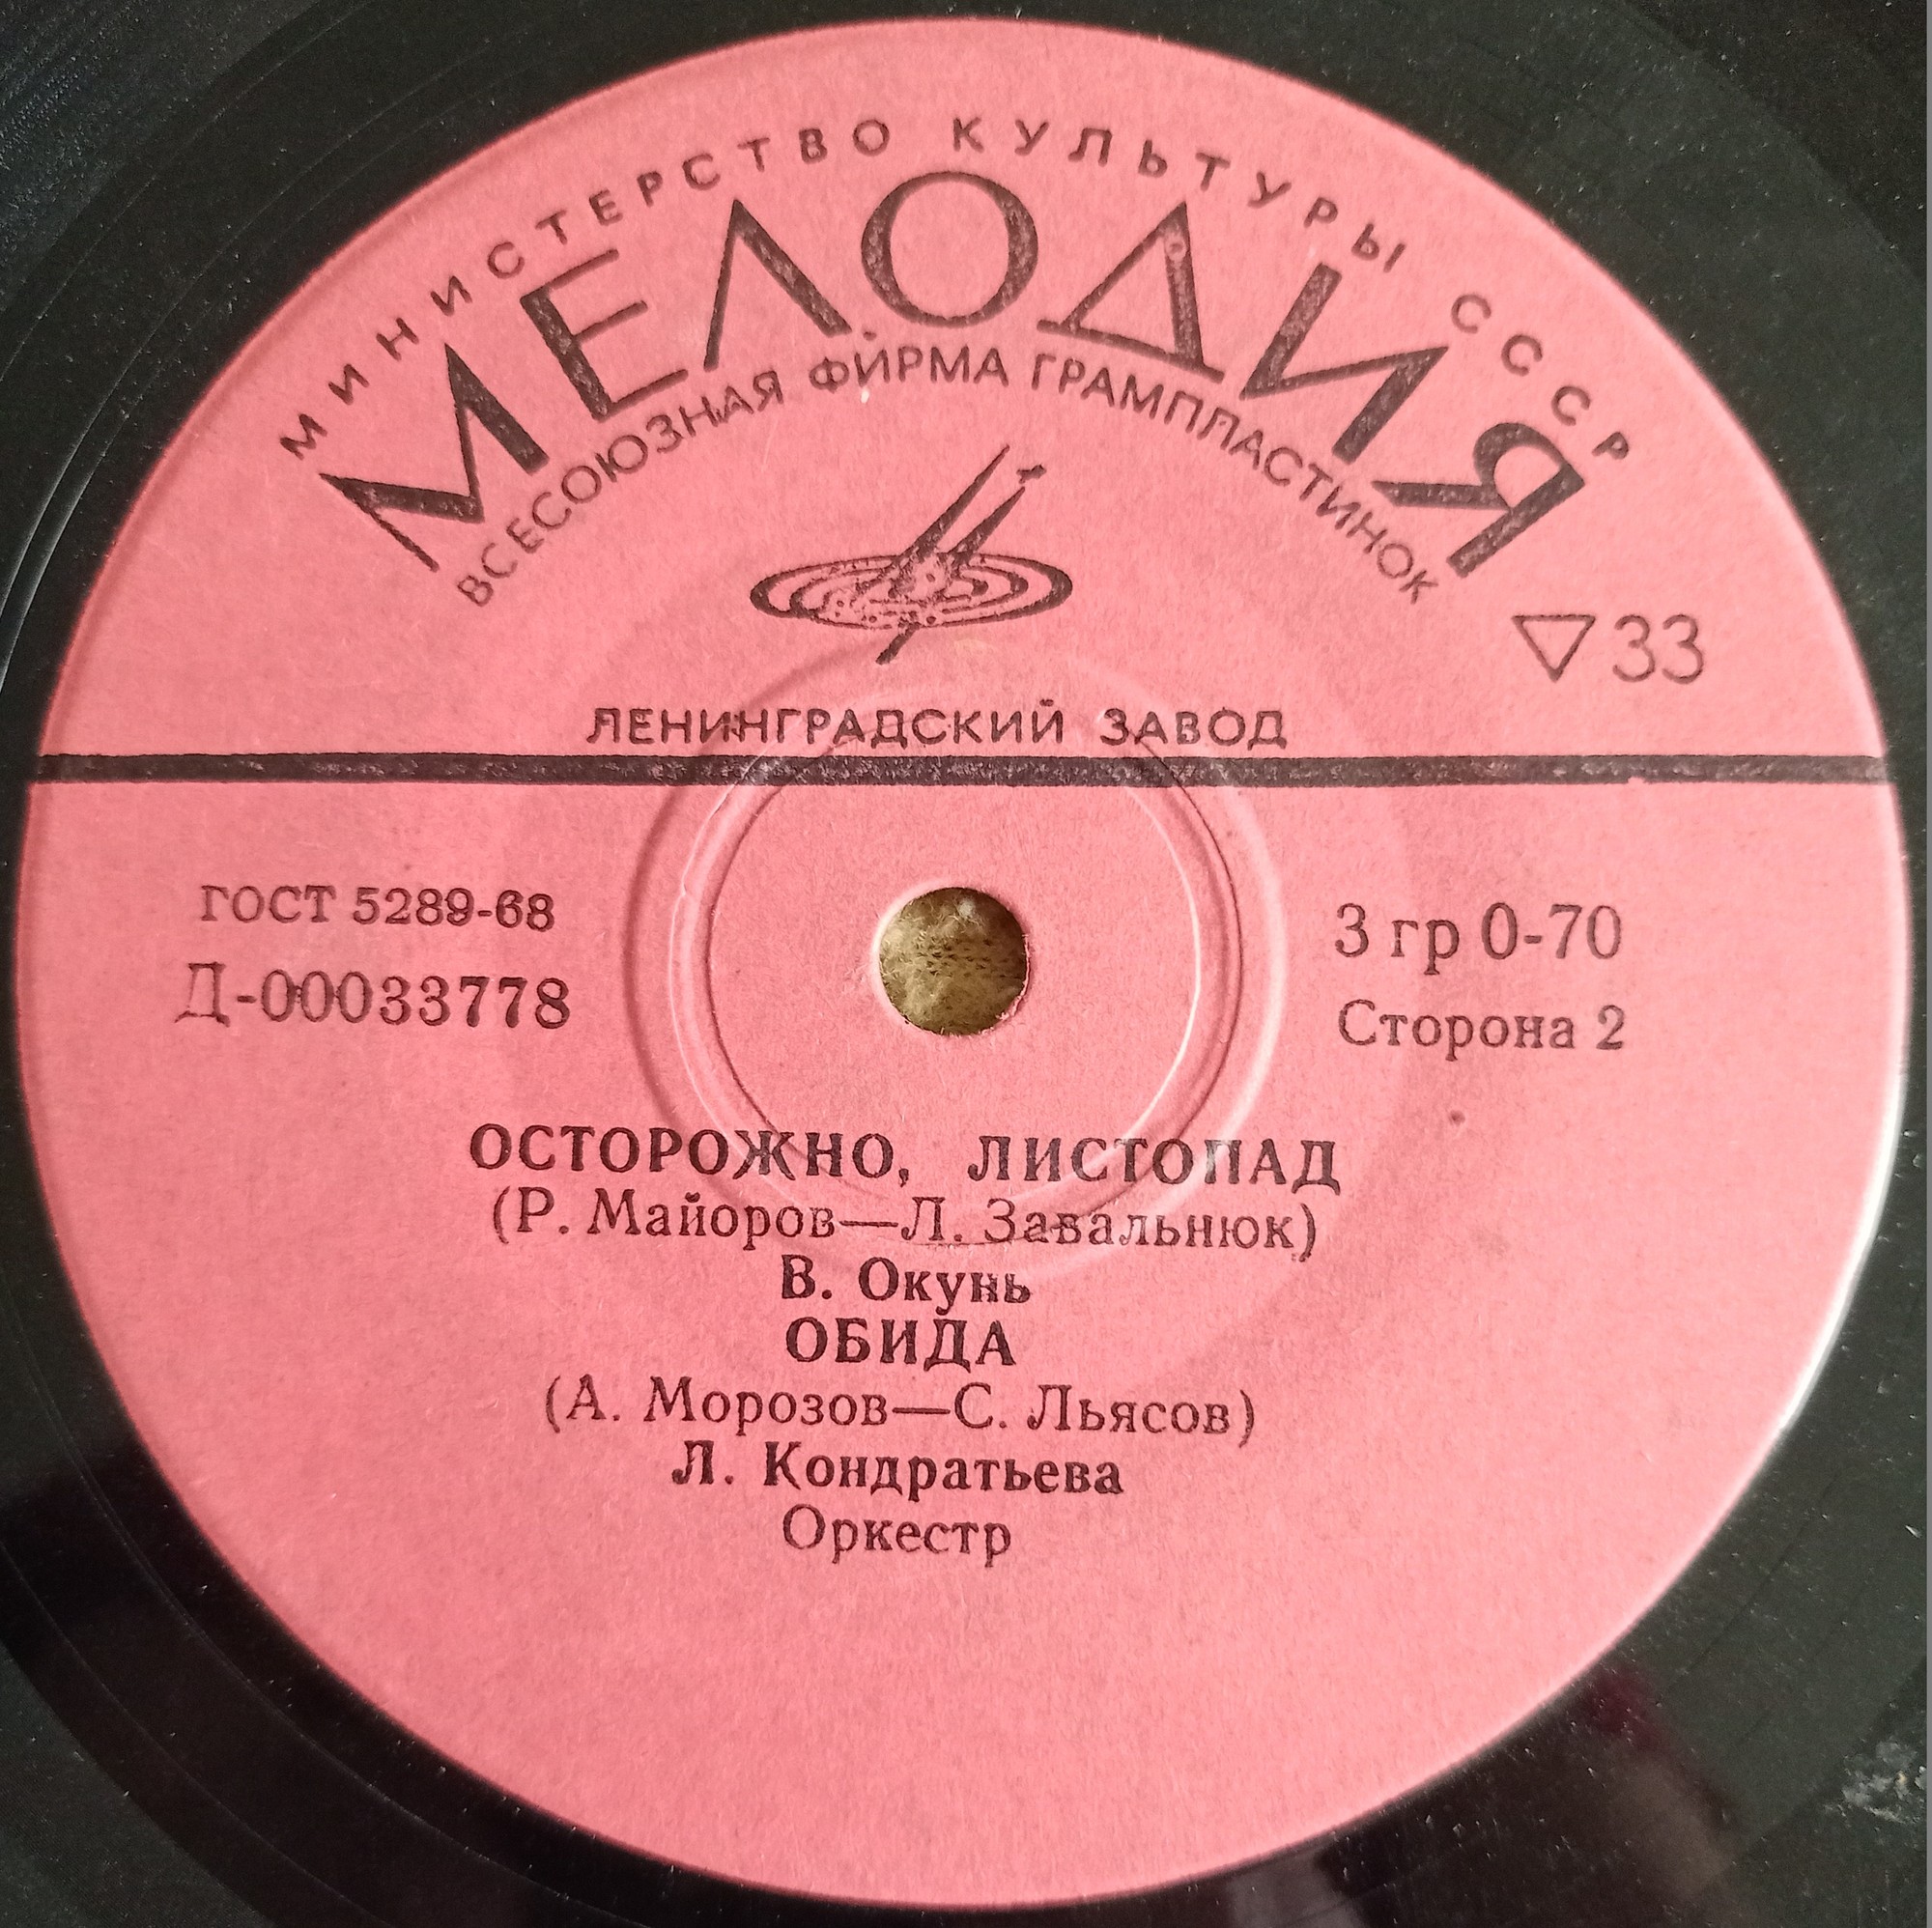 МИНИСТЕРСТВО КУЛЬТУРЫ СССР
МЕЛОДИЯ
ВСЕСОЮЗНАЯ ФИРМА ГРАМПЛАСТИНОК
33
ЛЕНИНГРАДСКИЙ ЗАВОД
ГОСТ 5289-68
Д-00033778
3 гр 0-70
Сторона 2
ОСТОРОЖНО, ЛИСТОПАД
(Р. Майоров—Л. Завальнюк)
В. Окунь
ОБИДА
(А. Морозов—С. Льясов)
Л. Кондратьева
Оркестр